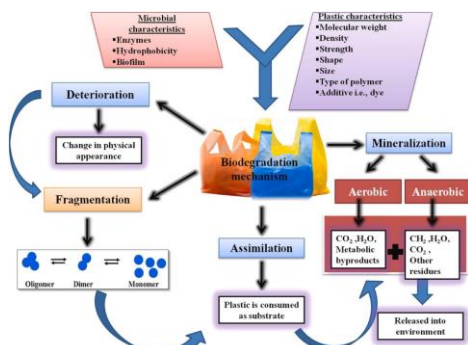 Microbial
characteristics
▪Enzymes
▪Hydrophobicity
▪Biofilm
Plastic characteristics
▪Molecular weight
▪Density
▪Strength
▪Shape
▪Size
▪Type of polymer
▪Additive i.e., dye
Deterioration
Change in physical
appearance
Biodegradation
mechanism
Mineralization
Fragmentation
Aerobic
Anaerobic
Assimilation
CO2 ,H2O,
Metabolic
byproducts
CH2 ,H2O,
CO2 ,
Other
residues
Oligomer
Dimer
Monomer
Plastic is consumed
as substrate
Released into
environment